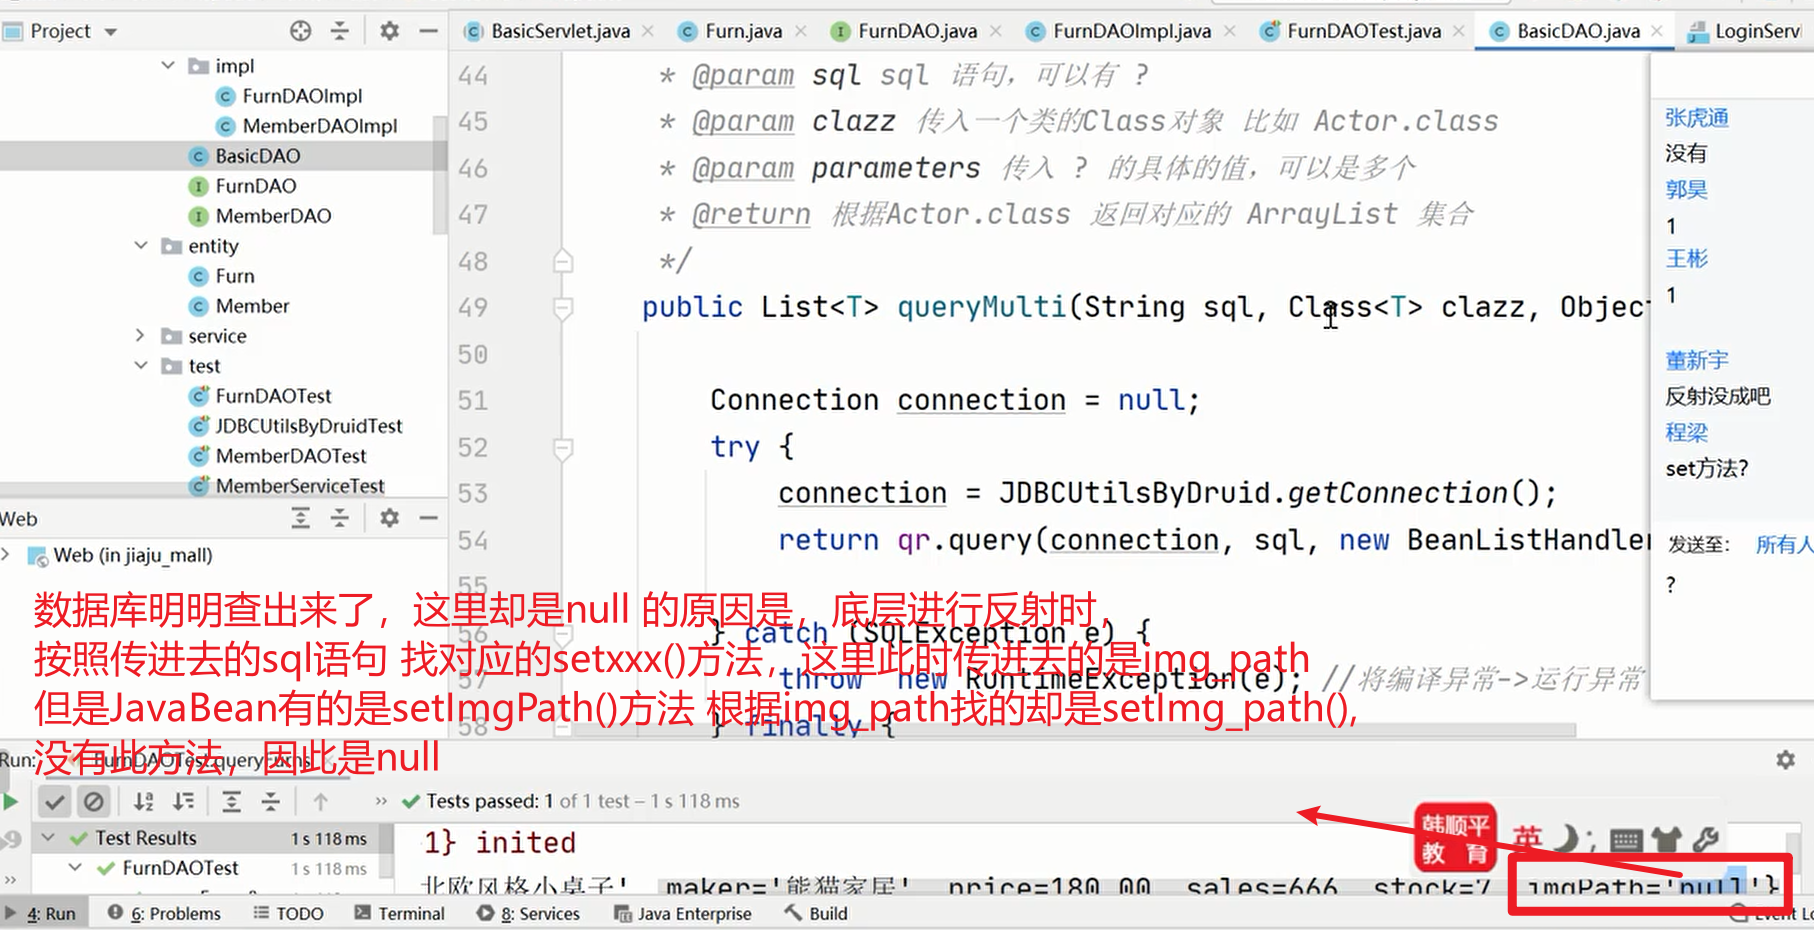 Project
BasicServlet.java
Furn.java
FurnDAO.java
FurnDAOImpl.java
FurnDAOTest.java
BasicDAO.java
LoginServ
impl
FurnDAOImpl
MemberDAOImpl
BasicDAO
FurnDAO
MemberDAO
entity
Furn
Member
service
test
FurnDAOTest
JDBCUtilsByDruidTest
MemberDAOTest
MemberServiceTest
Web
Web (in jiaju_mall)
44 * @param sql sql 语句, 可以有 ?
45 * @param clazz 传入一个类的Class对象 比如 Actor.class
46 * @param parameters 传入 ? 的具体的值, 可以是多个
47 * @return 根据Actor.class 返回对应的 ArrayList 集合
48 */
49 public List<T> queryMulti(String sql, Class<T> clazz, Object
50
51 Connection connection = null;
52 try {
53 connection = JDBCUtilsByDruid.getConnection();
54 return qr.query(connection, sql, new BeanListHandler
55
56 } catch (SQLException e) {
57 throw new RuntimeException(e); //将编译异常->运行异常
58 } finally {
张虎通
没有
郭昊
1
王彬
1
董新宇
反射没成吧
程梁
set方法?
发送至: 所有人
?
数据库明明查出来了，这里却是null 的原因是，底层进行反射时，
按照传进去的sql语句 找对应的setxxx()方法，这里此时传进去的是img_path
但是JavaBean有的是setImgPath()方法 根据img_path找的却是setImg_path(),
没有此方法，因此是null
Run: FurnDAOTest.queryFurns
Tests passed: 1 of 1 test – 1 s 118 ms
Test Results 1 s 118 ms
FurnDAOTest 1 s 118 ms
1} inited
北欧风格小桌子', maker='熊猫家居', price=180.00, sales=666, stock=7, imgPath='null'}
韩顺平
教育
英
4: Run
6: Problems
TODO
Terminal
8: Services
Java Enterprise
Build
Event Lo